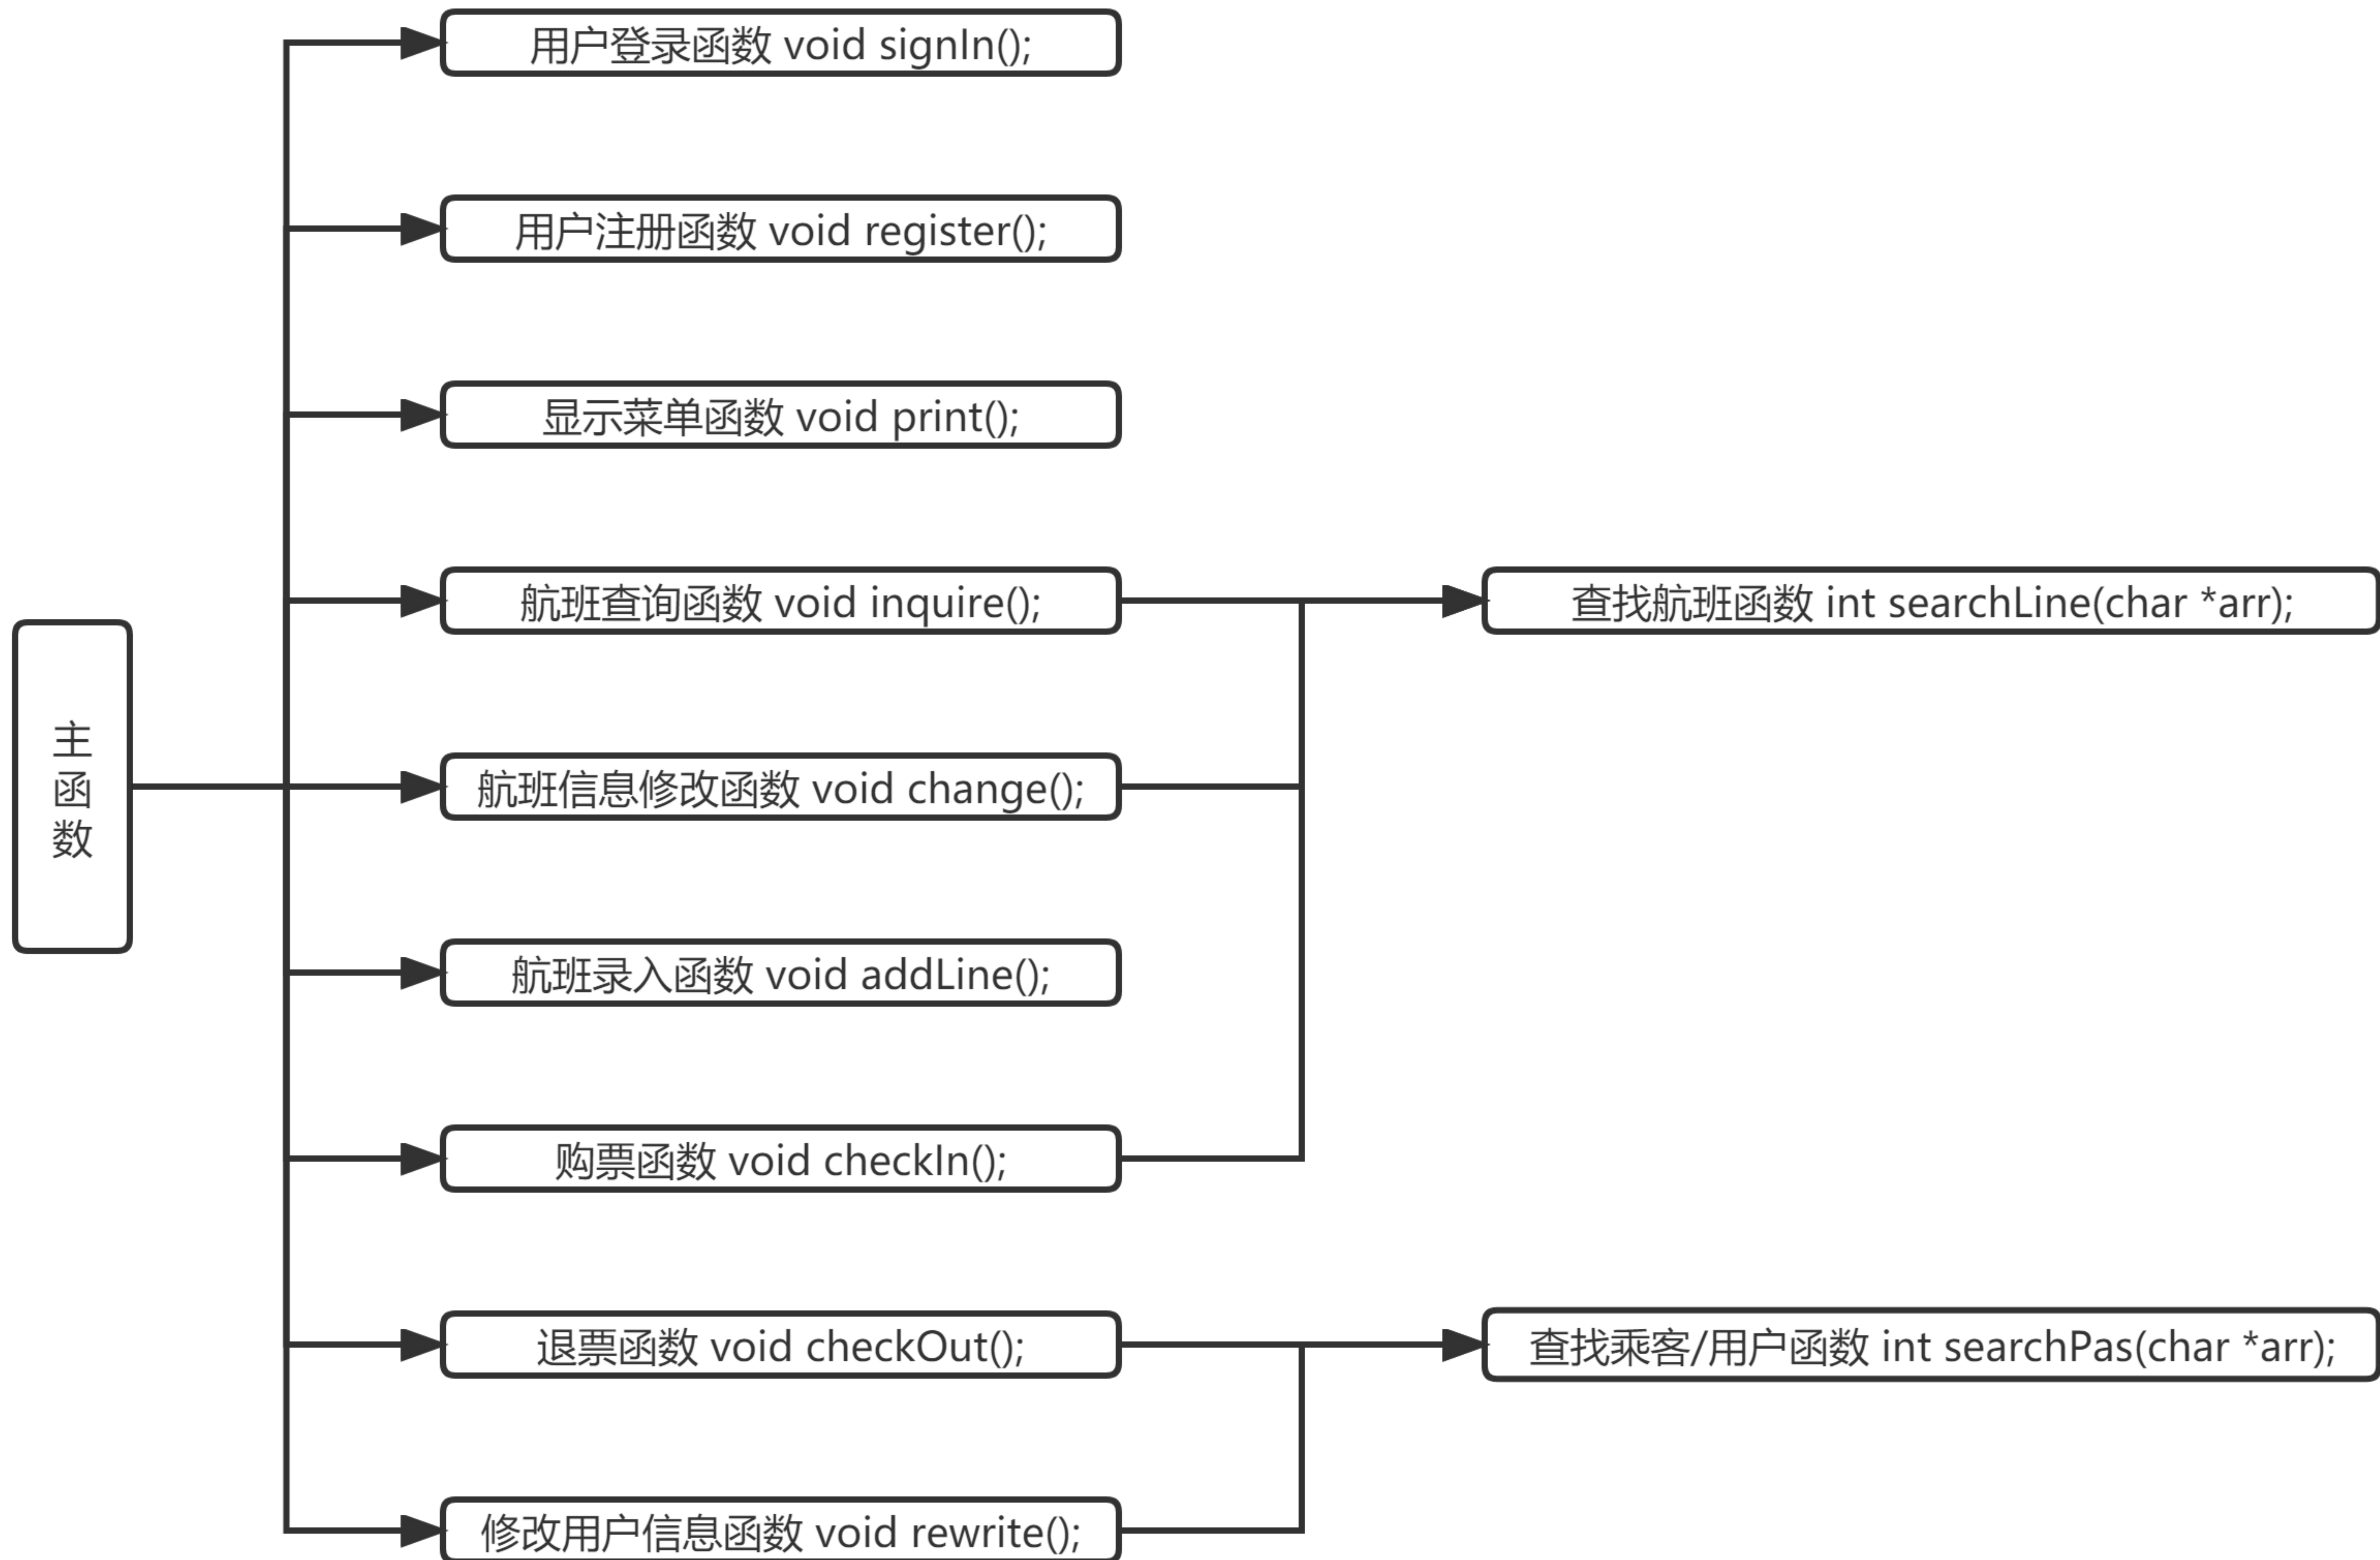 用户登录函数 void signIn();
用户注册函数 void register();
显示菜单函数 void print();
航班查询函数 void inquire();
查找航班函数 int searchLine(char *arr);
主
函
数
航班信息修改函数 void change();
航班录入函数 void addLine();
购票函数 void checkIn();
退票函数 void checkOut();
查找乘客/用户函数 int searchPas(char *arr);
修改用户信息函数 void rewrite();